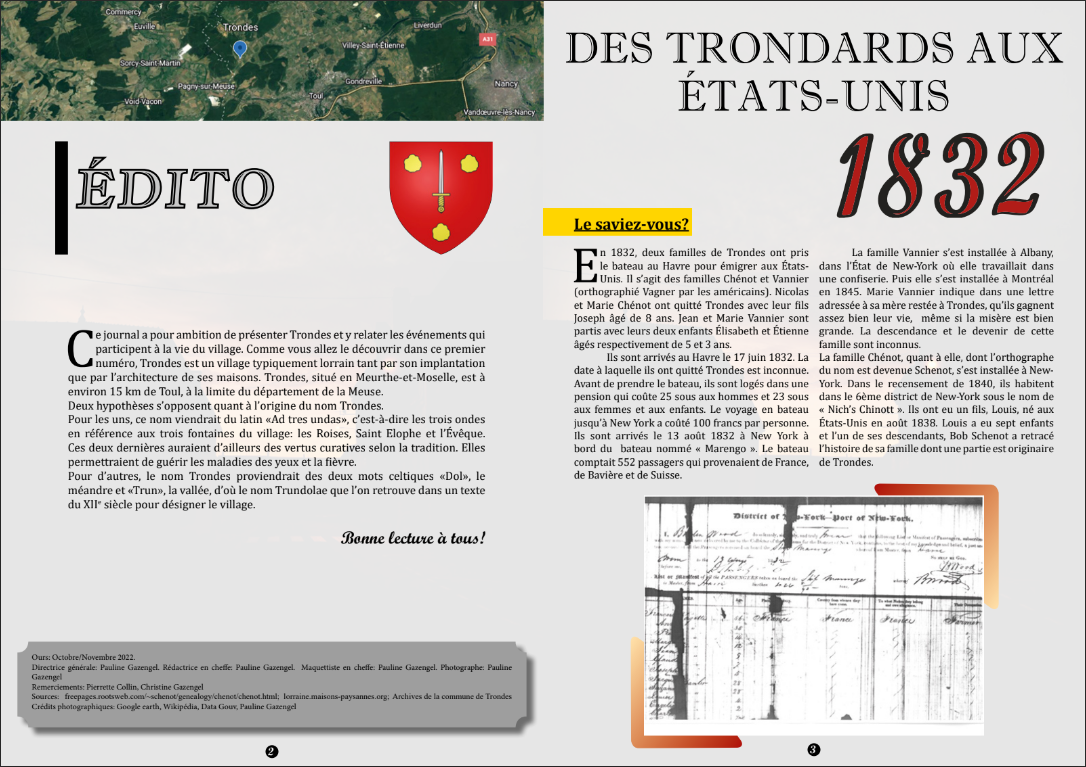 Commercy
Euville
Trondes
Liverdun
A31
Villey-Saint-Étienne
Sorcy-Saint-Martin
Pagny-sur-Meuse
Gondreville
Toul
Void-Vacon
Nancy
Vandœuvre-lès-Nancy
ÉDITO
Ce journal a pour ambition de présenter Trondes et y relater les événements qui
participent à la vie du village. Comme vous allez le découvrir dans ce premier
numéro, Trondes est un village typiquement lorrain tant par son implantation
que par l'architecture de ses maisons. Trondes, situé en Meurthe-et-Moselle, est à
environ 15 km de Toul, à la limite du département de la Meuse.
Deux hypothèses s'opposent quant à l'origine du nom Trondes.
Pour les uns, ce nom viendrait du latin «Ad tres undas», c'est-à-dire les trois ondes
en référence aux trois fontaines du village: les Roises, Saint Elophe et l'Évêque.
Ces deux dernières auraient d'ailleurs des vertus curatives selon la tradition. Elles
permettraient de guérir les maladies des yeux et la fièvre.
Pour d'autres, le nom Trondes proviendrait des deux mots celtiques «Dol», le
méandre et «Trun», la vallée, d'où le nom Trundolae que l'on retrouve dans un texte
du XIIe siècle pour désigner le village.
Bonne lecture à tous!
Ours: Octobre/Novembre 2022.
Directrice générale: Pauline Gazengel. Rédactrice en cheffe: Pauline Gazengel. Maquettiste en cheffe: Pauline Gazengel. Photographe: Pauline
Gazengel
Remerciements: Pierrette Collin, Christine Gazengel
Sources: freepages.rootsweb.com/~schenot/genealogy/chenot/chenot.html; lorraine.maisons-paysannes.org; Archives de la commune de Trondes
Crédits photographiques: Google earth, Wikipédia, Data Gouv, Pauline Gazengel
2
DES TRONDARDS AUX
ÉTATS-UNIS
1832
Le saviez-vous?
En 1832, deux familles de Trondes ont pris
le bateau au Havre pour émigrer aux États-
Unis. Il s'agit des familles Chénot et Vannier
(orthographié Vagner par les américains). Nicolas
et Marie Chénot ont quitté Trondes avec leur fils
Joseph âgé de 8 ans. Jean et Marie Vannier sont
partis avec leurs deux enfants Élisabeth et Étienne
âgés respectivement de 5 et 3 ans.
Ils sont arrivés au Havre le 17 juin 1832. La
date à laquelle ils ont quitté Trondes est inconnue.
Avant de prendre le bateau, ils sont logés dans une
pension qui coûte 25 sous aux hommes et 23 sous
aux femmes et aux enfants. Le voyage en bateau
jusqu'à New York a coûté 100 francs par personne.
Ils sont arrivés le 13 août 1832 à New York à
bord du bateau nommé « Marengo ». Le bateau
comptait 552 passagers qui provenaient de France,
de Bavière et de Suisse.
La famille Vannier s'est installée à Albany,
dans l'État de New-York où elle travaillait dans
une confiserie. Puis elle s'est installée à Montréal
en 1845. Marie Vannier indique dans une lettre
adressée à sa mère restée à Trondes, qu'ils gagnent
assez bien leur vie, même si la misère est bien
grande. La descendance et le devenir de cette
famille sont inconnus.
La famille Chénot, quant à elle, dont l'orthographe
du nom est devenue Schenot, s'est installée à New-
York. Dans le recensement de 1840, ils habitent
dans le 6ème district de New-York sous le nom de
« Nich's Chinott ». Ils ont eu un fils, Louis, né aux
États-Unis en août 1838. Louis a eu sept enfants
et l'un de ses descendants, Bob Schenot a retracé
l'histoire de sa famille dont une partie est originaire
de Trondes.
District of New-York Port of New-York.
France France France Farmer
3